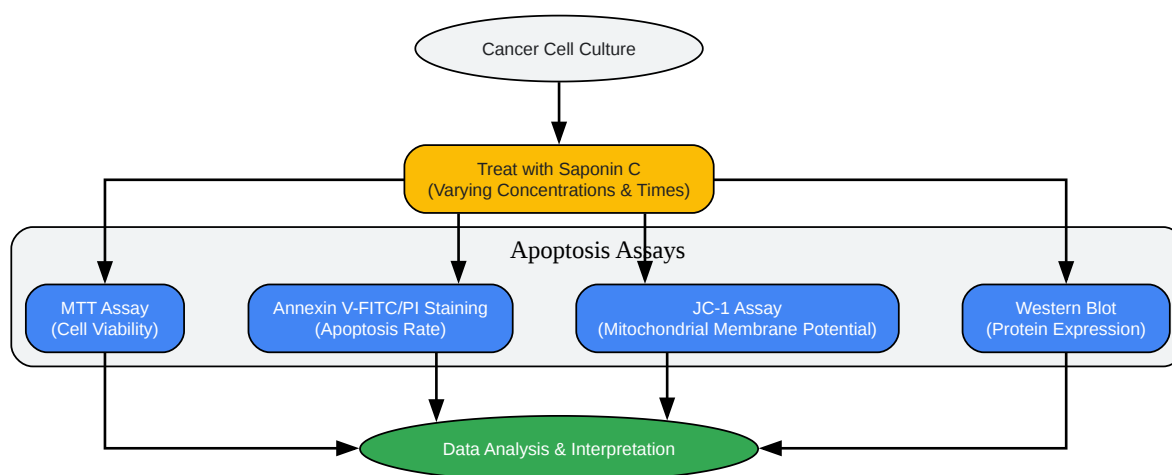 Cancer Cell Culture
Treat with Saponin C
(Varying Concentrations & Times)
Apoptosis Assays
MTT Assay
(Cell Viability)
Annexin V-FITC/PI Staining
(Apoptosis Rate)
JC-1 Assay
(Mitochondrial Membrane Potential)
Western Blot
(Protein Expression)
Data Analysis & Interpretation